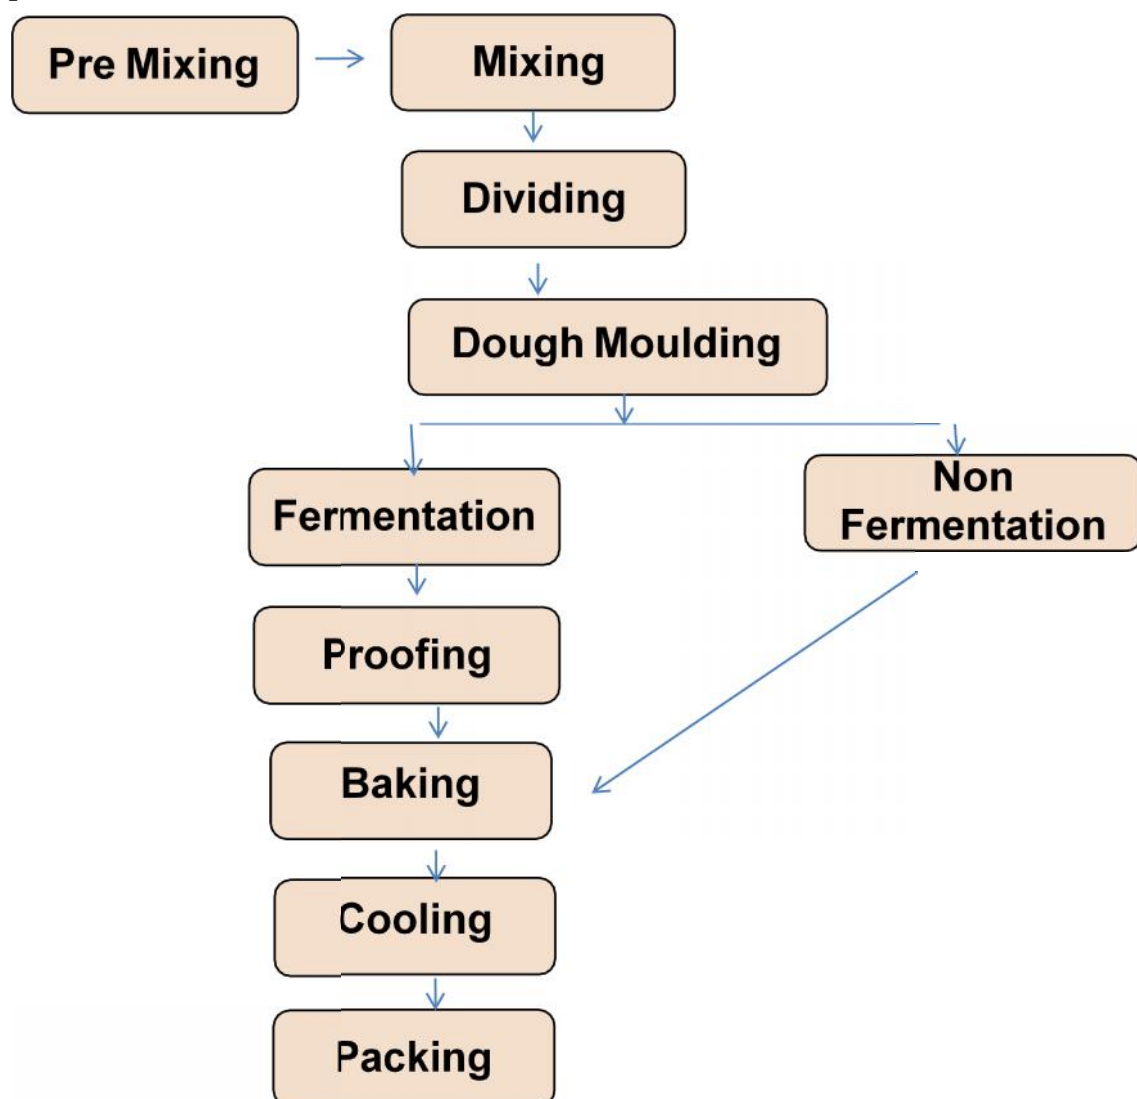 Pre Mixing
Mixing
Dividing
Dough Moulding
Fermentation
Non
Fermentation
Proofing
Baking
Cooling
Packing